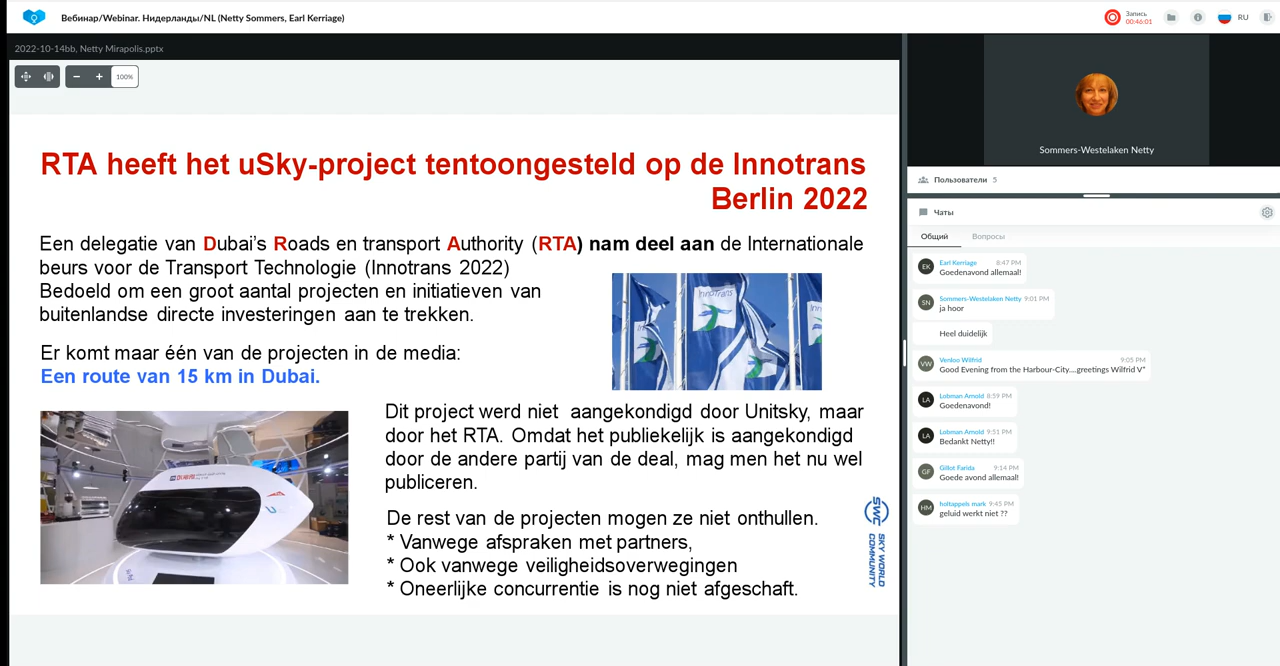 Вебинар/Webinar. Нидерланды/NL (Netty Sommers, Earl Kerriage)
Запись
00:46:01
RU
2022-10-14bb, Netty Mirapolis.pptx
100%
RTA heeft het uSky-project tentoongesteld op de Innotrans
Berlin 2022
Een delegatie van Dubai's Roads en transport Authority (RTA) nam deel aan de Internationale
beurs voor de Transport Technologie (Innotrans 2022)
Bedoeld om een groot aantal projecten en initiatieven van
buitenlandse directe investeringen aan te trekken.
InnoTrans
Er komt maar één van de projecten in de media:
Een route van 15 km in Dubai.
Dit project werd niet aangekondigd door Unitsky, maar
door het RTA. Omdat het publiekelijk is aangekondigd
door de andere partij van de deal, mag men het nu wel
publiceren.
De rest van de projecten mogen ze niet onthullen.
* Vanwege afspraken met partners,
* Ook vanwege veiligheidsoverwegingen
* Oneerlijke concurrentie is nog niet afgeschaft.
SWC
SKY WORLD
COMMUNITY
Sommers-Westelaken Netty
Пользователи 5
Чаты
Общий Вопросы
EK Earl Kerriage 8:47 PM
Goedenavond allemaal!
SN Sommers-Westelaken Netty 9:01 PM
ja hoor
Heel duidelijk
VW Venloo Wilfrid 9:05 PM
Good Evening from the Harbour-City....greetings Wilfrid V"
LA Lobman Arnold 8:59 PM
Goedenavond!
LA Lobman Arnold 9:51 PM
Bedankt Netty!!
GF Gillot Farida 9:14 PM
Goede avond allemaal!
HM holtappels mark 9:45 PM
geluid werkt niet ??